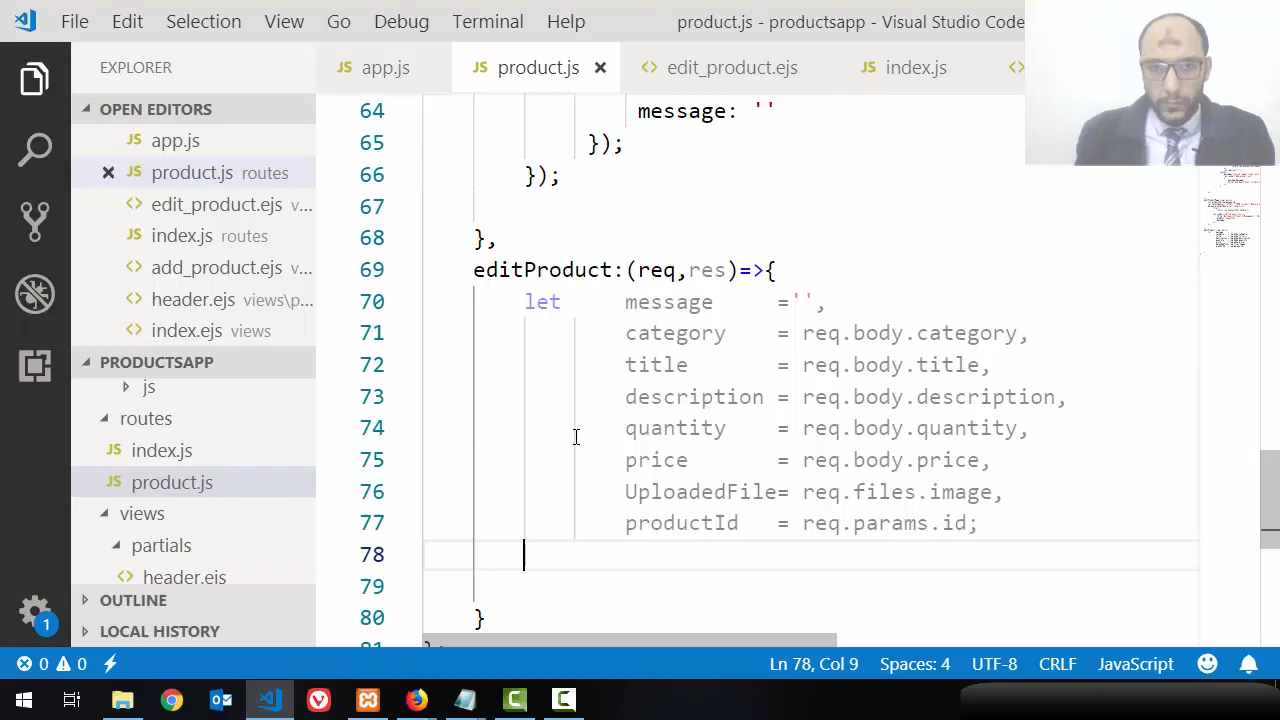 File Edit Selection View Go Debug Terminal Help product.js - productsapp - Visual Studio Code
EXPLORER
JS app.js JS product.js <> edit_product.ejs JS index.js <>
OPEN EDITORS
JS app.js
JS product.js routes
<> edit_product.ejs v...
JS index.js routes
<> add_product.ejs v...
<> header.ejs views\p...
<> index.ejs views
PRODUCTSAPP
js
routes
JS index.js
JS product.js
views
partials
<> header.ejs
OUTLINE
LOCAL HISTORY
1
64 message: ''
65 });
66 });
67
68 },
69 editProduct:(req,res)=>{
70 let message ='',
71 category = req.body.category,
72 title = req.body.title,
73 description = req.body.description,
74 quantity = req.body.quantity,
75 price = req.body.price,
76 UploadedFile= req.files.image,
77 productId = req.params.id;
78
79
80 }
81 };
0 0 Ln 78, Col 9 Spaces: 4 UTF-8 CRLF JavaScript